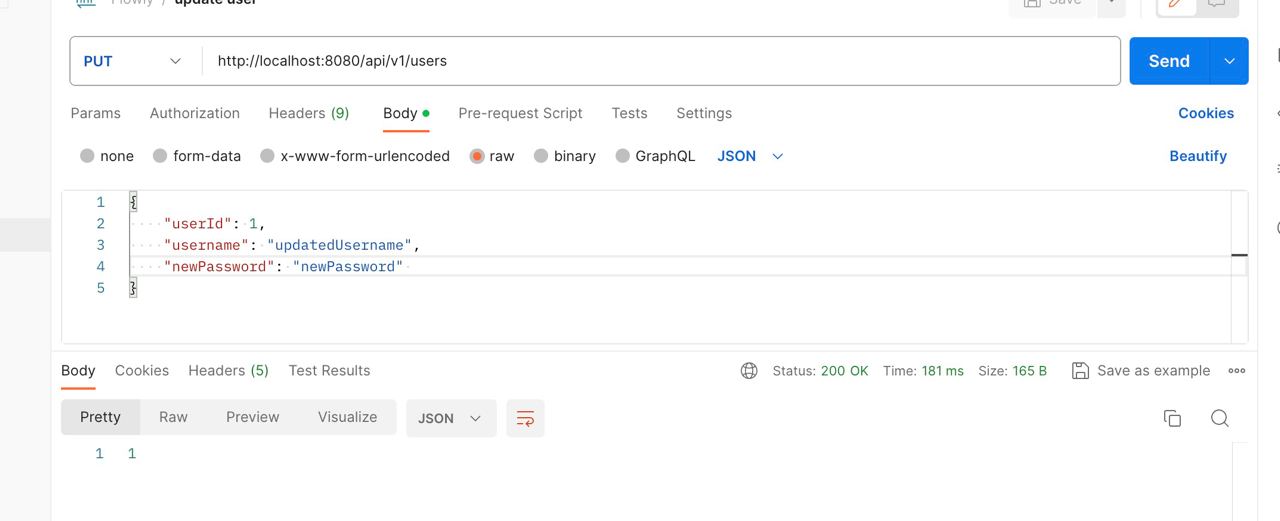 Flowly / update user
Save
PUT http://localhost:8080/api/v1/users Send
Params Authorization Headers (9) Body Pre-request Script Tests Settings Cookies
none form-data x-www-form-urlencoded raw binary GraphQL JSON Beautify
1 {
2 "userId": 1,
3 "username": "updatedUsername",
4 "newPassword": "newPassword"
5 }
Body Cookies Headers (5) Test Results Status: 200 OK Time: 181 ms Size: 165 B Save as example
Pretty Raw Preview Visualize JSON
1 1